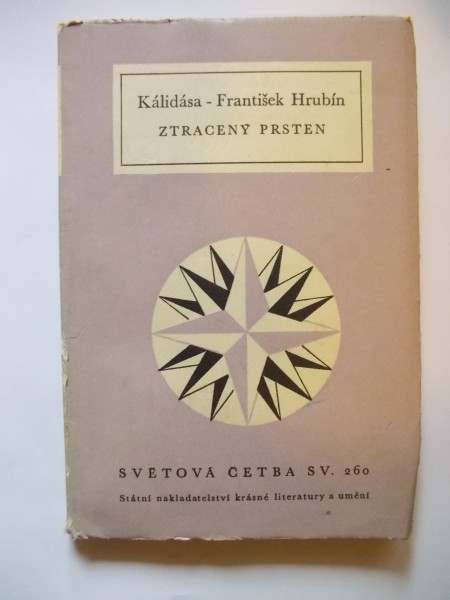 Kálidása - František Hrubín
ZTRACENÝ PRSTEN
SVĚTOVÁ ČETBA SV. 260
Státní nakladatelství krásné literatury a umění